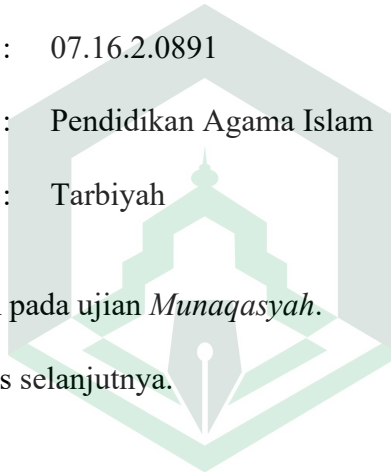 : 07.16.2.0891
: Pendidikan Agama Islam
: Tarbiyah
pada ujian Munaqasyah.
selanjutnya.